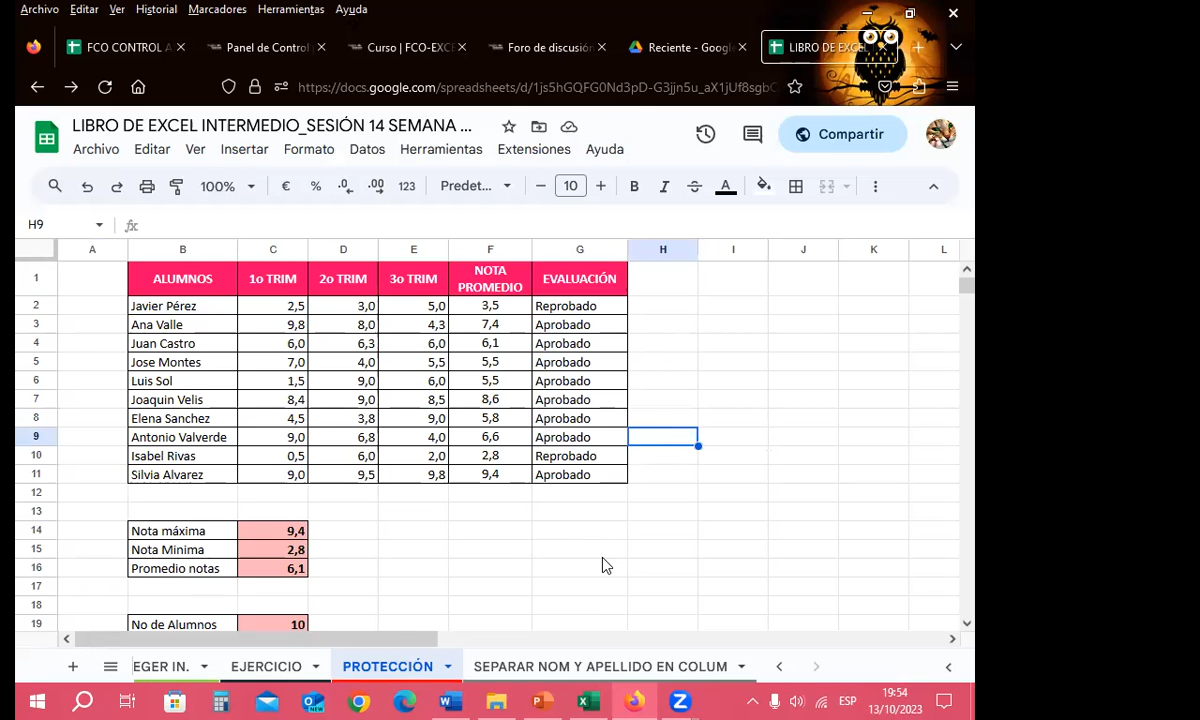 Archivo Editar Ver Historial Marcadores Herramientas Ayuda
FCO CONTROL A Panel de Control Curso | FCO-EXCE Foro de discusión Reciente - Google LIBRO DE EXCEL
https://docs.google.com/spreadsheets/d/1js5hGQFG0Nd3pD-G3jjn5u_aX1jUf8sgbC
LIBRO DE EXCEL INTERMEDIO_SESIÓN 14 SEMANA ...
Archivo Editar Ver Insertar Formato Datos Herramientas Extensiones Ayuda
Compartir
100% € % .0 .00 123 Predet... 10 B I S A
H9 fx
A B C D E F G H I J K L
1 ALUMNOS 1o TRIM 2o TRIM 3o TRIM NOTA PROMEDIO EVALUACIÓN
2 Javier Pérez 2,5 3,0 5,0 3,5 Reprobado
3 Ana Valle 9,8 8,0 4,3 7,4 Aprobado
4 Juan Castro 6,0 6,3 6,0 6,1 Aprobado
5 Jose Montes 7,0 4,0 5,5 5,5 Aprobado
6 Luis Sol 1,5 9,0 6,0 5,5 Aprobado
7 Joaquin Velis 8,4 9,0 8,5 8,6 Aprobado
8 Elena Sanchez 4,5 3,8 9,0 5,8 Aprobado
9 Antonio Valverde 9,0 6,8 4,0 6,6 Aprobado
10 Isabel Rivas 0,5 6,0 2,0 2,8 Reprobado
11 Silvia Alvarez 9,0 9,5 9,8 9,4 Aprobado
12
13
14 Nota máxima 9,4
15 Nota Minima 2,8
16 Promedio notas 6,1
17
18
19 No de Alumnos 10
EGER IN. EJERCICIO PROTECCIÓN SEPARAR NOM Y APELLIDO EN COLUM
ESP 19:54
13/10/2023